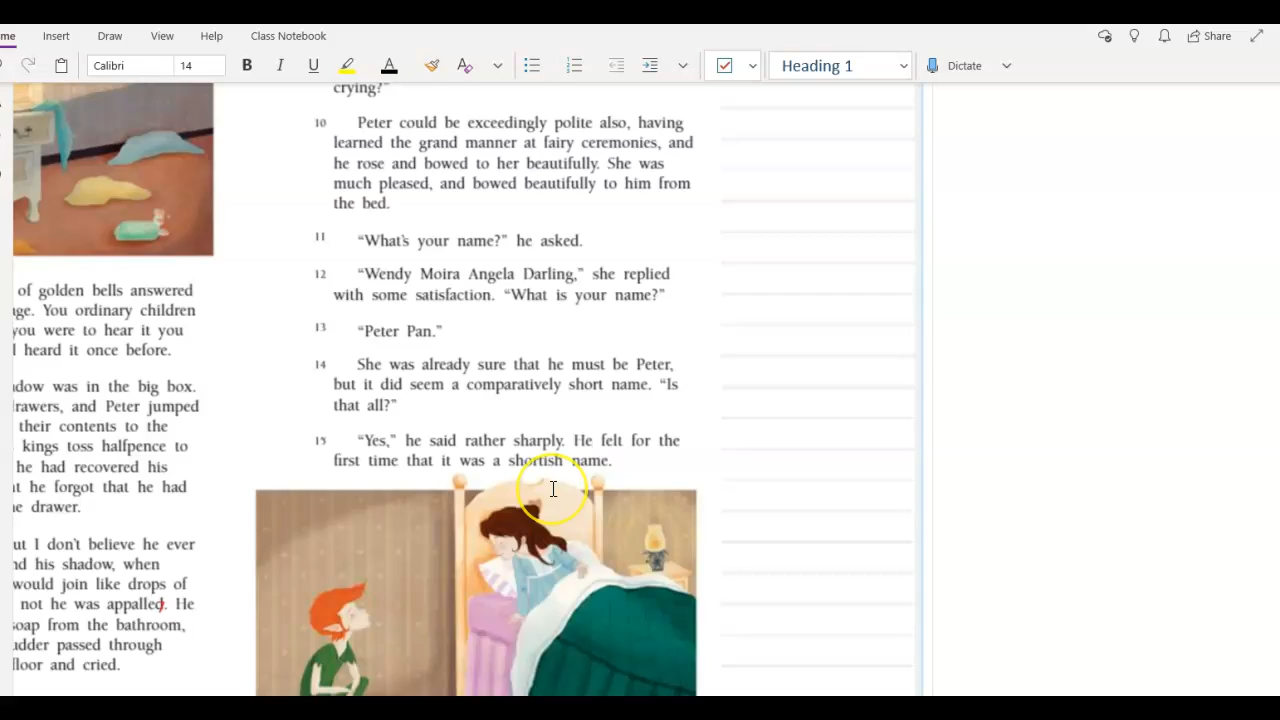 me Insert Draw View Help Class Notebook Share
Calibri 14 B I U A Heading 1 Dictate
crying?”
10 Peter could be exceedingly polite also, having
learned the grand manner at fairy ceremonies, and
he rose and bowed to her beautifully. She was
much pleased, and bowed beautifully to him from
the bed.
11 “What’s your name?” he asked.
12 “Wendy Moira Angela Darling,” she replied
with some satisfaction. “What is your name?”
13 “Peter Pan.”
14 She was already sure that he must be Peter,
but it did seem a comparatively short name. “Is
that all?”
15 “Yes,” he said rather sharply. He felt for the
first time that it was a shortish name.
of golden bells answered
ge. You ordinary children
you were to hear it you
l heard it once before.
dow was in the big box.
rawers, and Peter jumped
their contents to the
kings toss halfpence to
he had recovered his
t he forgot that he had
e drawer.
ut I don’t believe he ever
nd his shadow, when
would join like drops of
not he was appalled. He
soap from the bathroom,
udder passed through
floor and cried.